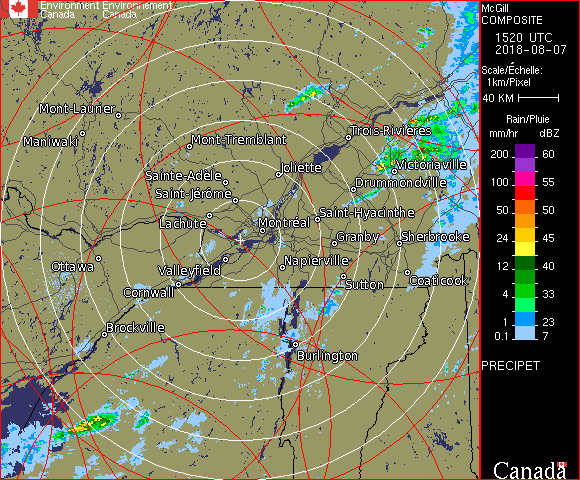 Environment Environnement
Canada Canada
McGill
COMPOSITE
1520 UTC
2018-08-07
Scale/Échelle:
1km/Pixel
40 KM
Rain/Pluie
mm/hr dBZ
200 60
100 55
50 50
24 45
12 40
4 33
1 23
0.1 7
PRECIPET
Canada
Mont-Laurier
Maniwaki
Mont-Tremblant
Trois-Rivières
Joliette
Victoriaville
Sainte-Adèle
Drummondville
Saint-Jérôme
Lachute
Montréal
Saint-Hyacinthe
Granby
Sherbrooke
Ottawa
Valleyfield
Napierville
Cornwall
Sutton
Coaticook
Brockville
Burlington